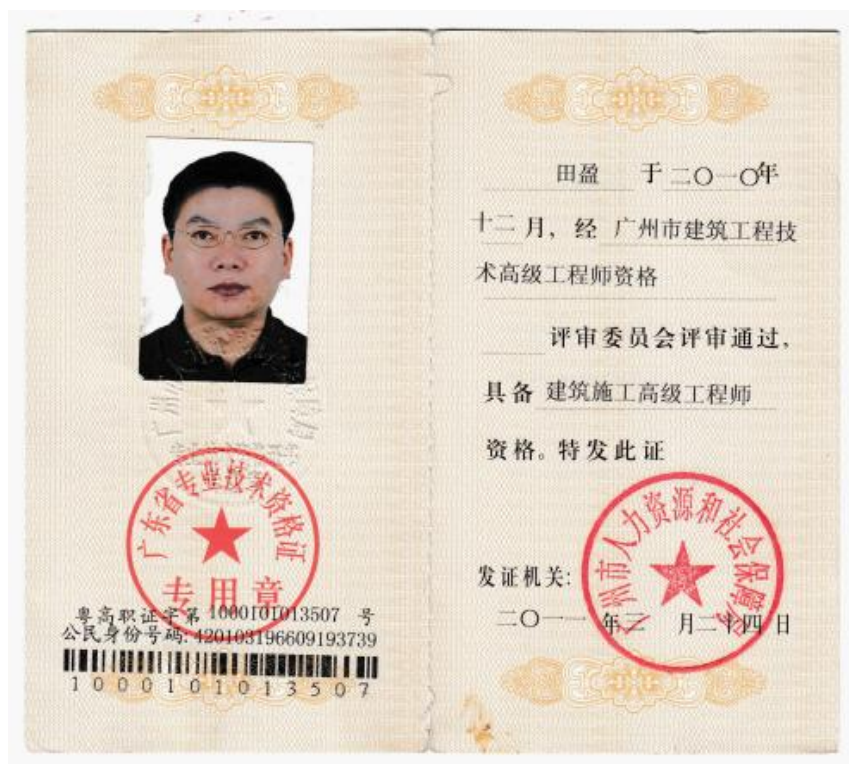 广东省专业技术资格证
专用章
粤高职证字第 1000101013507 号
公民身份号码: 420103196609193739
1000101013507
田盈 于二〇一〇年
十二月，经 广州市建筑工程技
术高级工程师资格
评审委员会评审通过，
具备 建筑施工高级工程师
资格。特发此证
广州市人力资源和社会保障局
发证机关:
二〇一一 年三 月二十四日